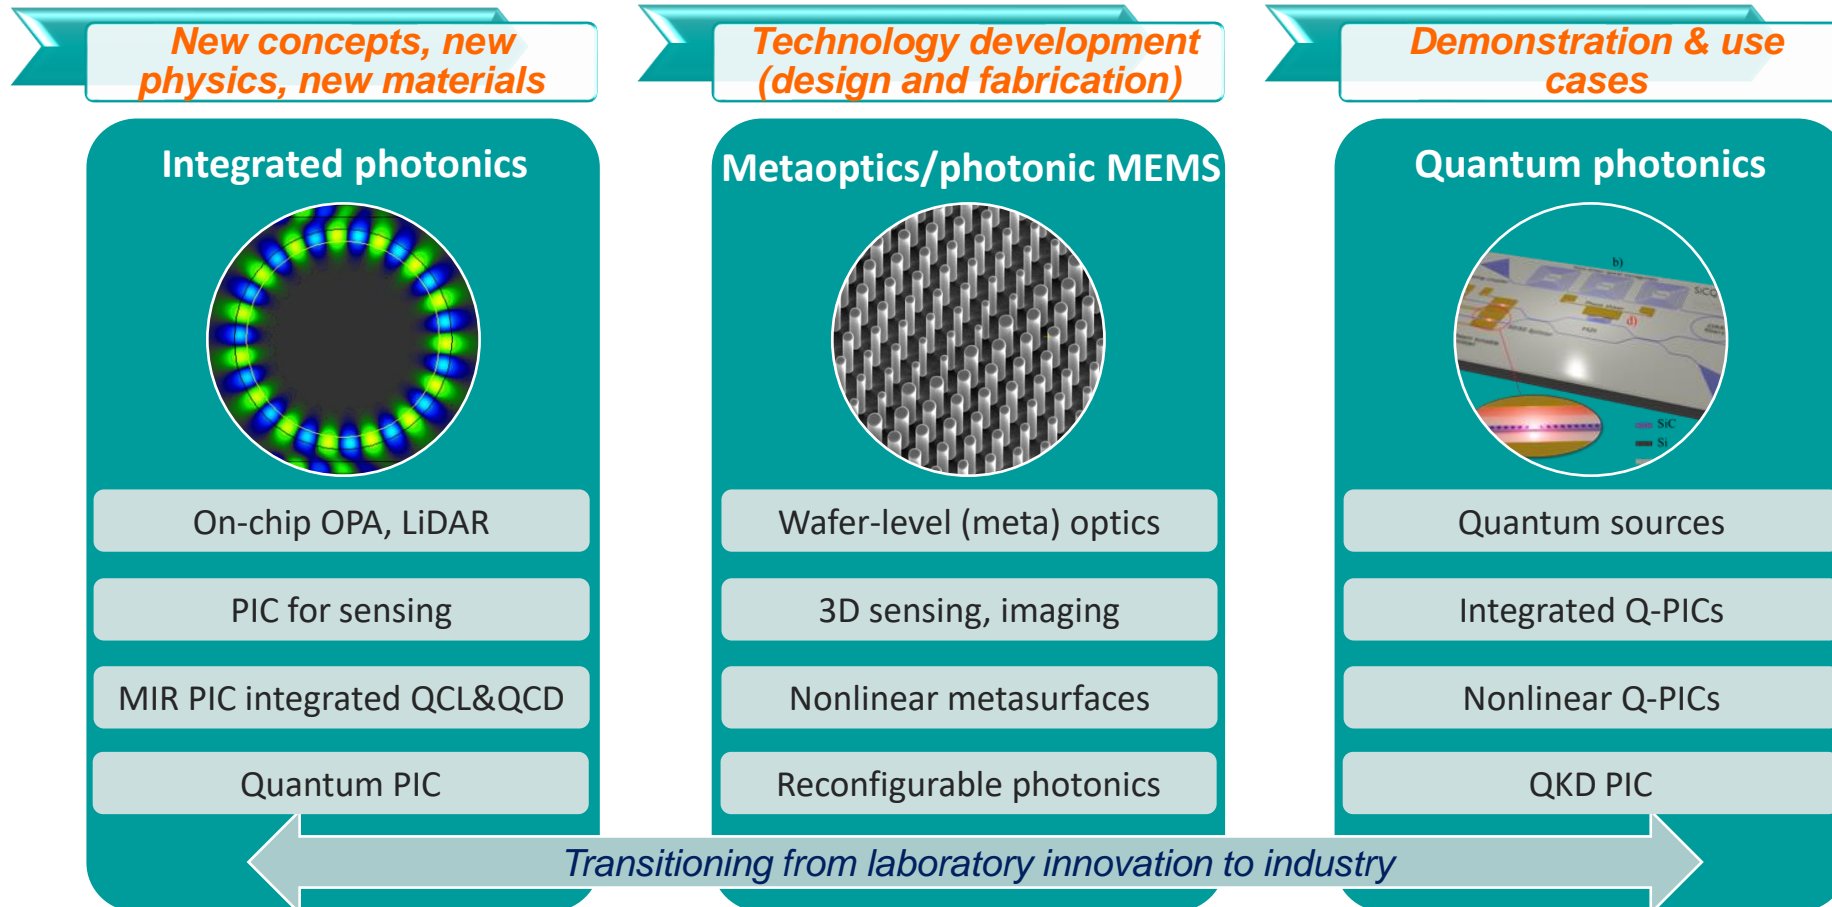 New concepts, new
physics, new materials
Technology development
(design and fabrication)
Demonstration & use
cases
Integrated photonics
On-chip OPA, LiDAR
PIC for sensing
MIR PIC integrated QCL&QCD
Quantum PIC
Metaoptics/photonic MEMS
Wafer-level (meta) optics
3D sensing, imaging
Nonlinear metasurfaces
Reconfigurable photonics
Quantum photonics
b)
d)
SiC
Si
Quantum sources
Integrated Q-PICs
Nonlinear Q-PICs
QKD PIC
Transitioning from laboratory innovation to industry